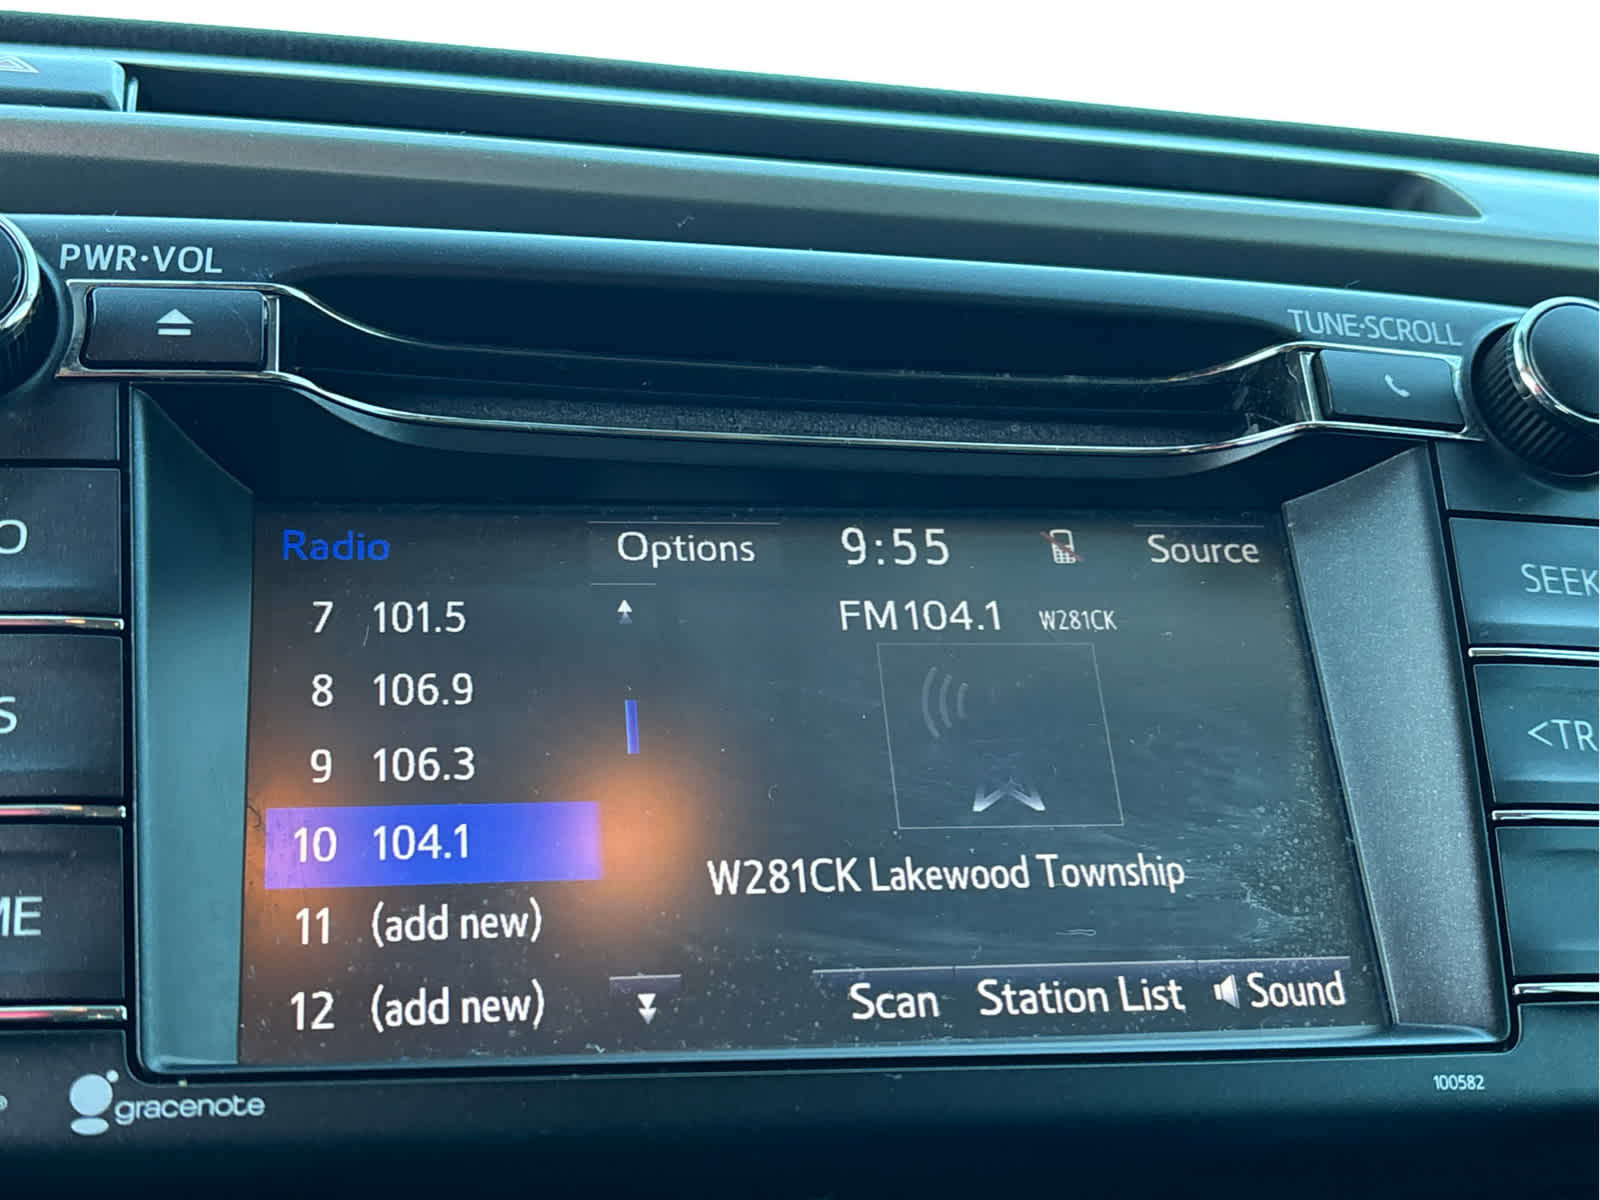 PWR·VOL
TUNE·SCROLL
SEEK
<TR
O
S
ME
Radio
Options
9:55
Source
7 101.5
8 106.9
9 106.3
10 104.1
11 (add new)
12 (add new)
FM104.1 W281CK
W281CK Lakewood Township
Scan
Station List
Sound
gracenote
100582